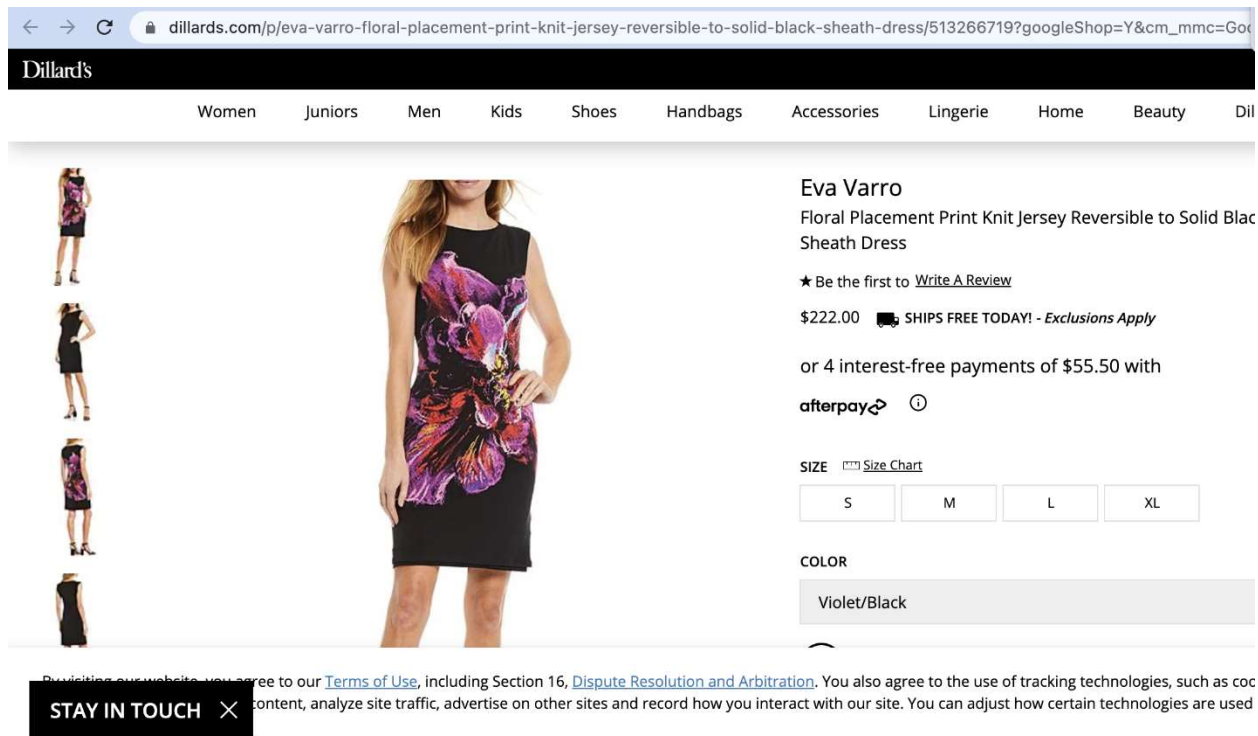 dillards.com/p/eva-varro-floral-placement-print-knit-jersey-reversible-to-solid-black-sheath-dress/513266719?googleShop=Y&cm_mmc=Goo
Dillard's
Women Juniors Men Kids Shoes Handbags Accessories Lingerie Home Beauty Dil
Eva Varro
Floral Placement Print Knit Jersey Reversible to Solid Blac
Sheath Dress
★ Be the first to Write A Review
$222.00 SHIPS FREE TODAY! - Exclusions Apply
or 4 interest-free payments of $55.50 with
afterpay
SIZE Size Chart
S M L XL
COLOR
Violet/Black
ree to our Terms of Use, including Section 16, Dispute Resolution and Arbitration. You also agree to the use of tracking technologies, such as coo
STAY IN TOUCH ontent, analyze site traffic, advertise on other sites and record how you interact with our site. You can adjust how certain technologies are used